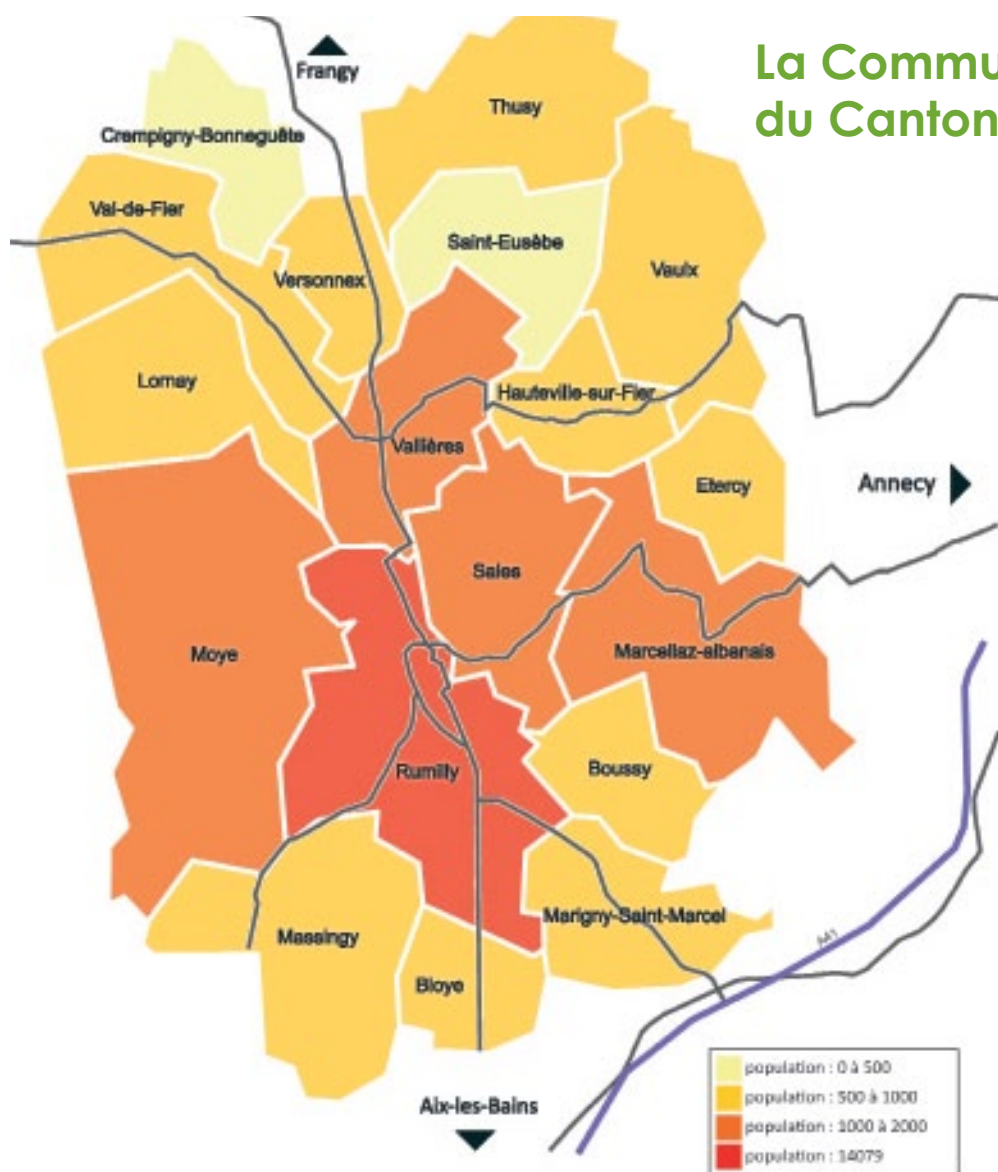 La Commu
du Canton
Frangy
Thusy
Crempigny-Bonneguête
Val-de-Fier
Saint-Eusèbe
Versonnex
Vaulx
Lornay
Hauteville-sur-Fier
Vallières
Etercy
Annecy
Sales
Moye
Marcellaz-albanais
Rumilly
Boussy
Marigny-Saint-Marcel
Massingy
A41
Bloye
Aix-les-Bains
population : 0 à 500
population : 500 à 1000
population : 1000 à 2000
population : 14079